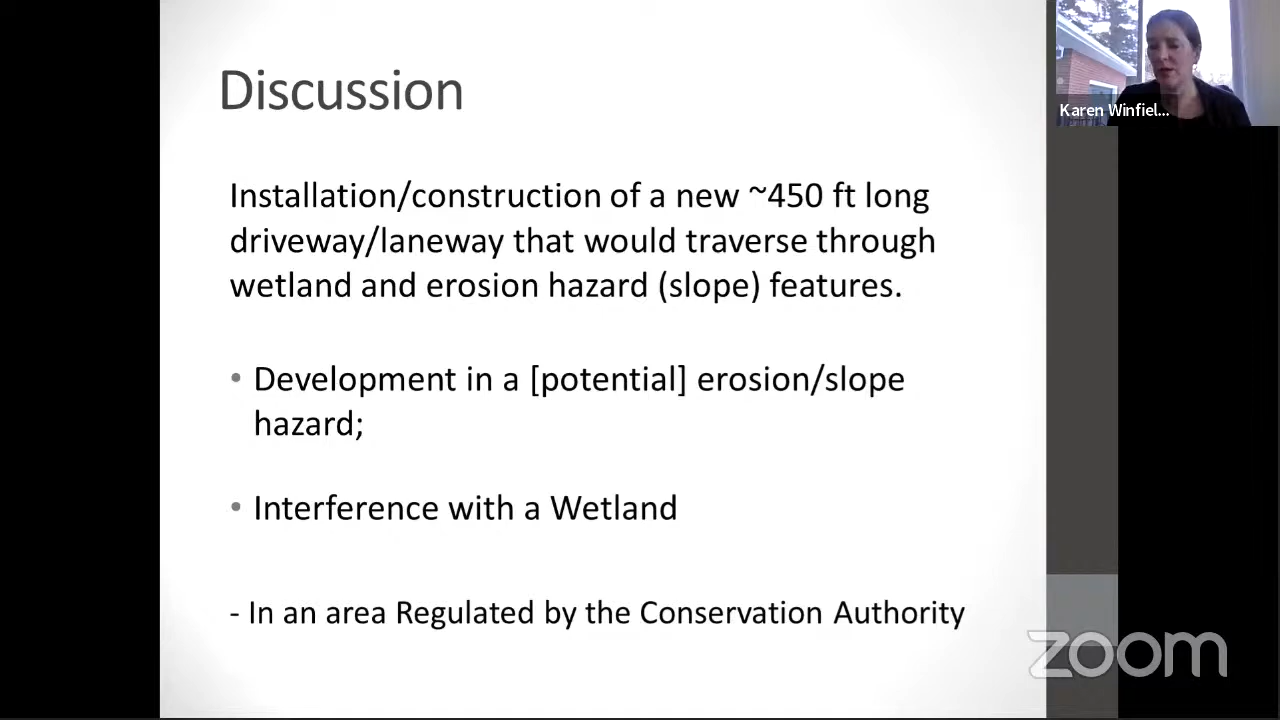 Discussion
Karen Winfiel...
Installation/construction of a new ~450 ft long
driveway/laneway that would traverse through
wetland and erosion hazard (slope) features.
• Development in a [potential] erosion/slope
hazard;
• Interference with a Wetland
- In an area Regulated by the Conservation Authority
zoom